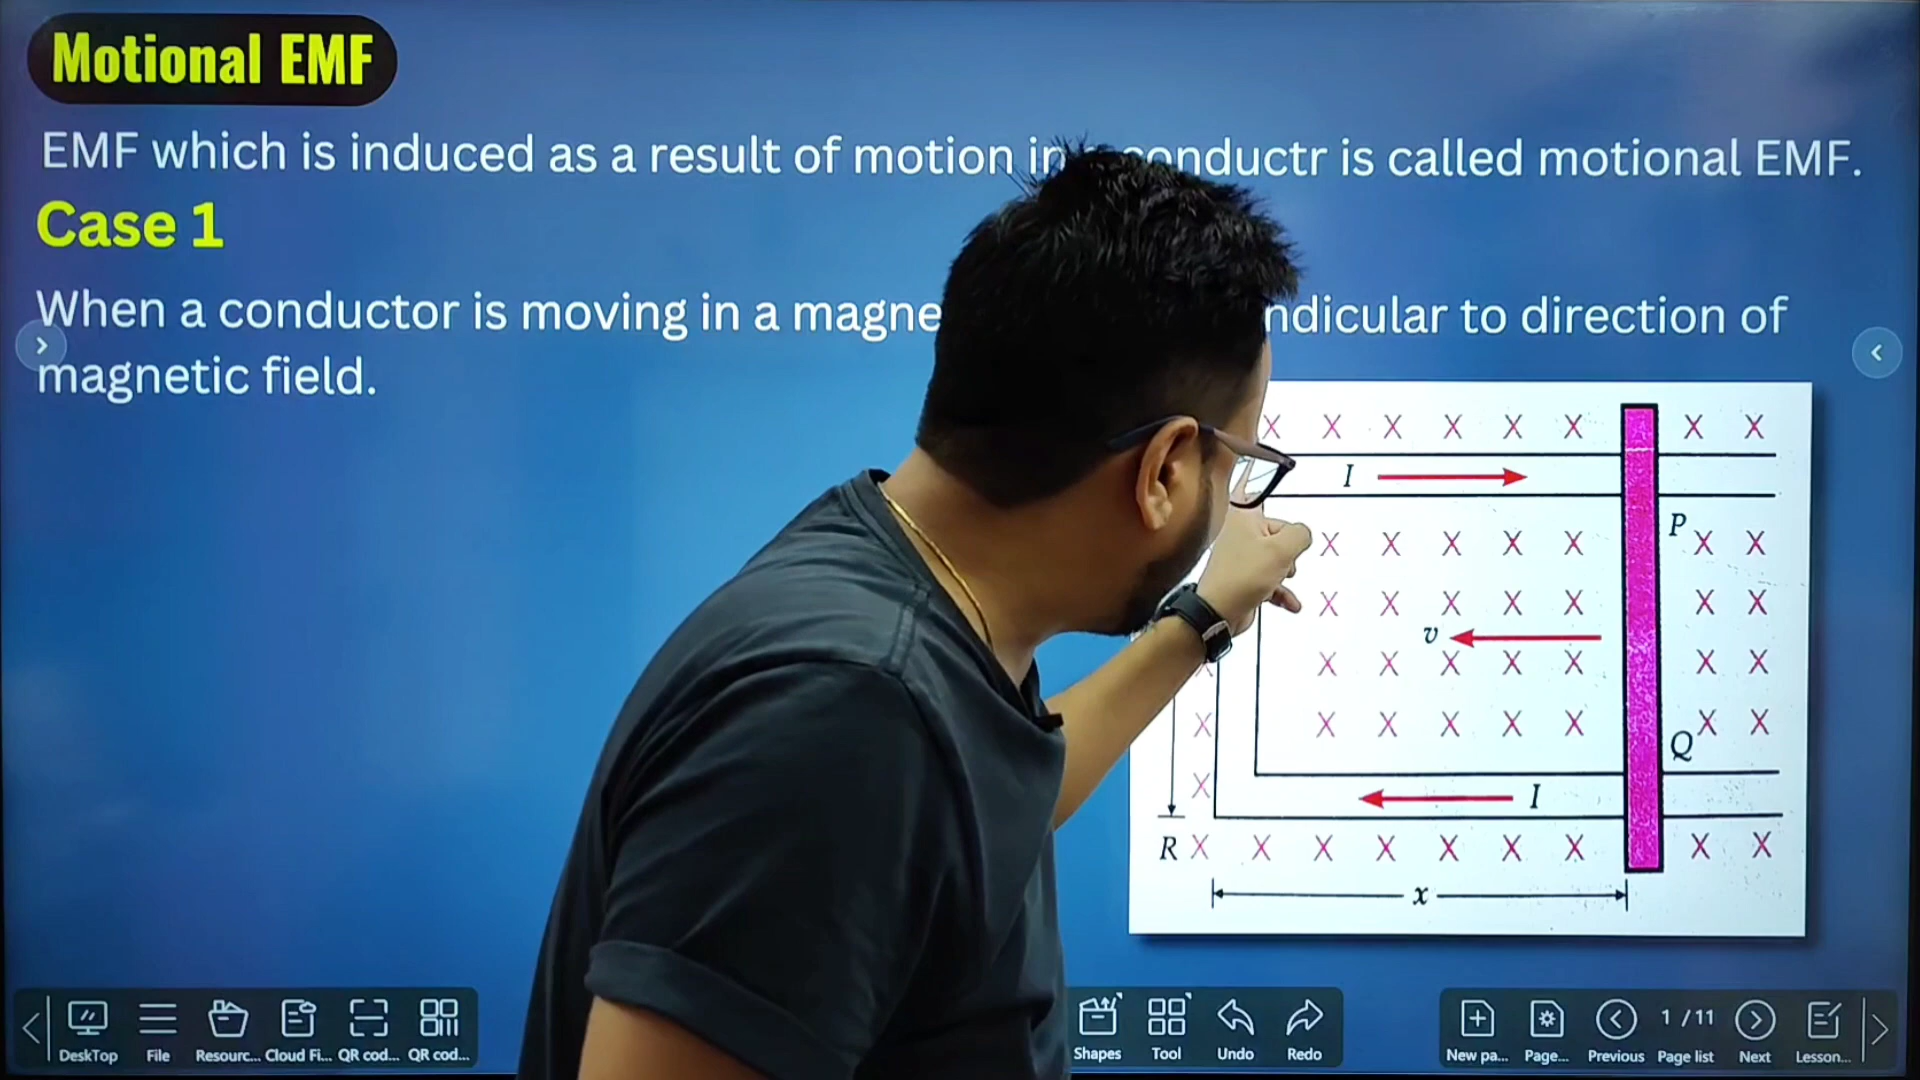 Motional EMF
EMF which is induced as a result of motion in conductr is called motional EMF.
Case 1
When a conductor is moving in a magne ndicular to direction of
magnetic field.
X X X X X X X X
I
P
X X X X X X X
X X X X X X X
v
X X X X X X X X
X X X X X X X X
Q
X
I
R X X X X X X X X X
x
DeskTop File Resourc... Cloud Fi... QR cod... QR cod... Shapes Tool Undo Redo New pa... Page... Previous 1 /11 Page list Next Lesson...